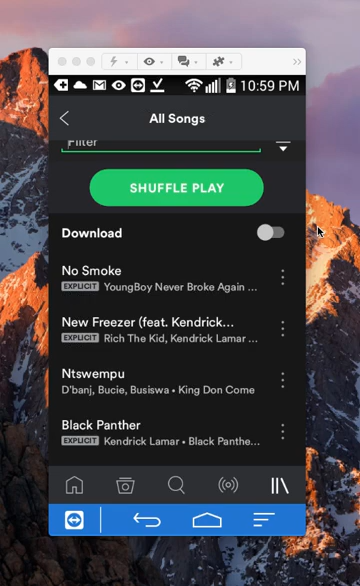 10:59 PM
All Songs
Filter
SHUFFLE PLAY
Download
No Smoke
EXPLICIT YoungBoy Never Broke Again ...
New Freezer (feat. Kendrick...
EXPLICIT Rich The Kid, Kendrick Lamar ...
Ntswempu
D'banj, Bucie, Busiswa • King Don Come
Black Panther
EXPLICIT Kendrick Lamar • Black Panthe...